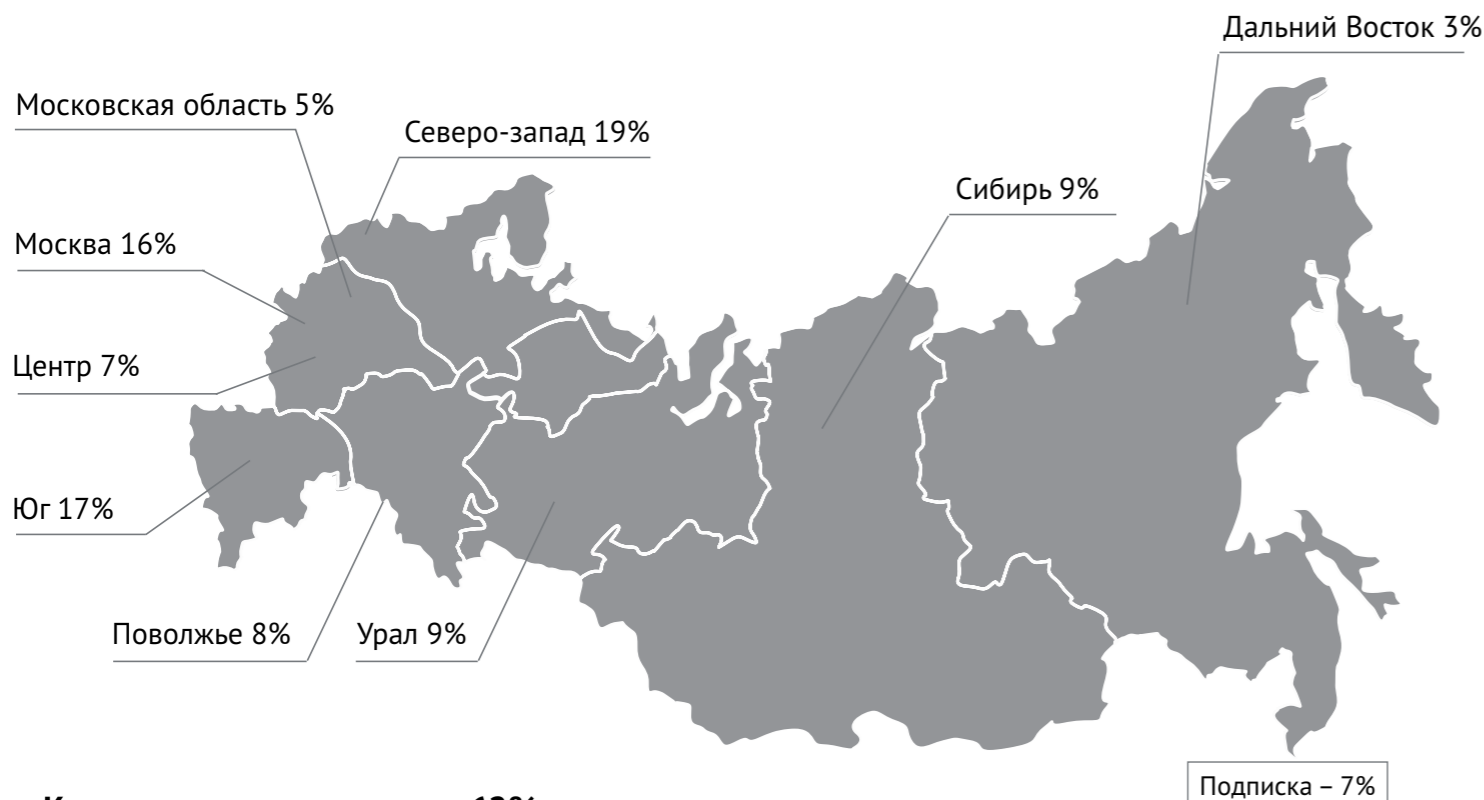 Дальний Восток 3%
Московская область 5%
Северо-запад 19%
Сибирь 9%
Москва 16%
Центр 7%
Юг 17%
Поволжье 8%
Урал 9%
Подписка – 7%